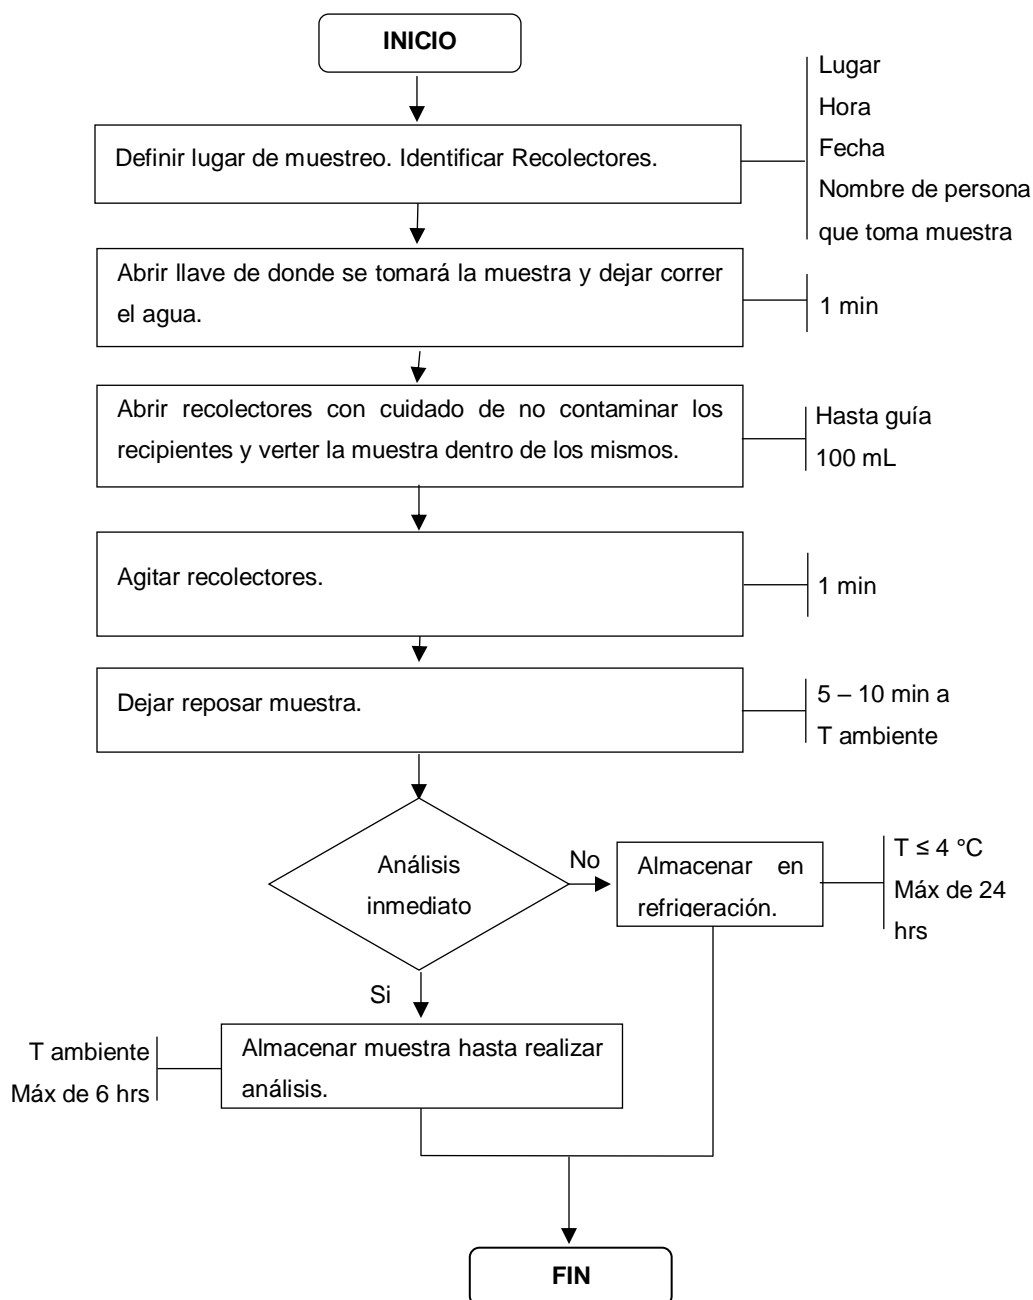 INICIO
Lugar
Hora
Fecha
Nombre de persona
que toma muestra
Definir lugar de muestreo. Identificar Recolectores.
Abrir llave de donde se tomará la muestra y dejar correr
el agua.
1 min
Abrir recolectores con cuidado de no contaminar los
recipientes y verter la muestra dentro de los mismos.
Hasta guía
100 mL
Agitar recolectores.
1 min
Dejar reposar muestra.
5 – 10 min a
T ambiente
Análisis
inmediato
No
Almacenar en
refrigeración.
T ≤ 4 °C
Máx de 24
hrs
Si
T ambiente
Máx de 6 hrs
Almacenar muestra hasta realizar
análisis.
FIN